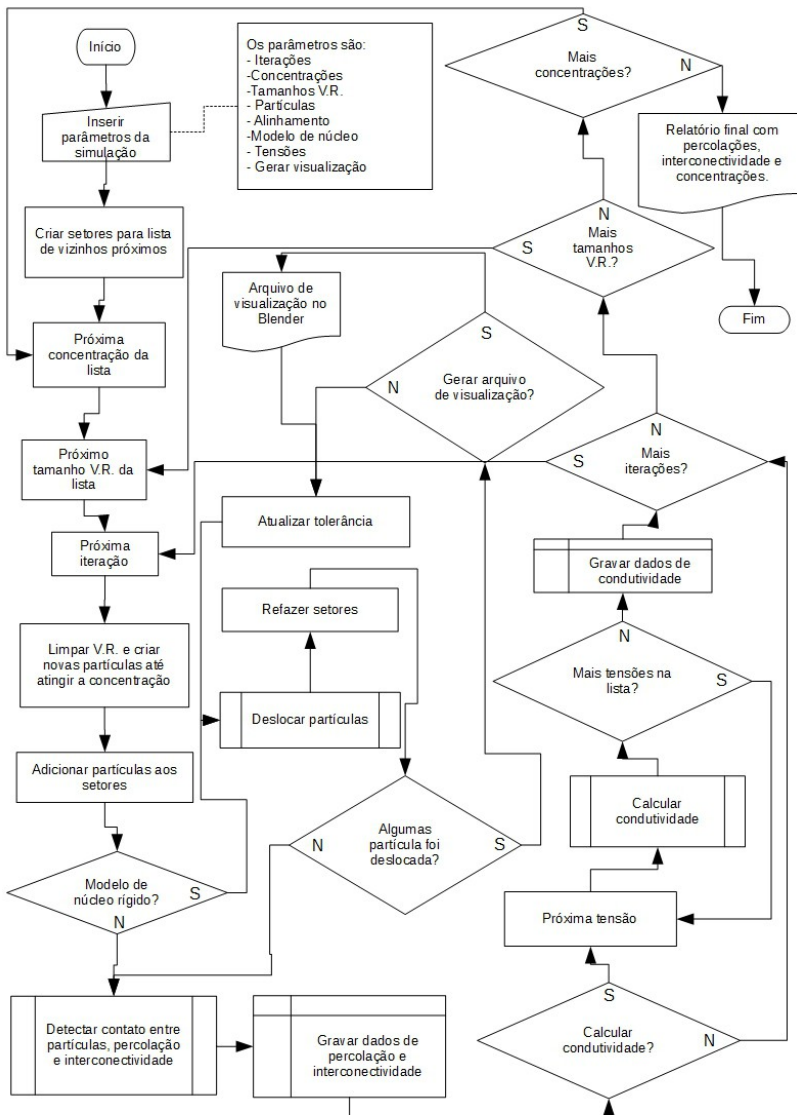 Início
Inserir
parâmetros da
simulação
Os parâmetros são:
- Iterações
-Concentrações
-Tamanhos V.R.
- Partículas
- Alinhamento
-Modelo de núcleo
- Tensões
- Gerar visualização
S
Mais
concentrações?
N
Relatório final com
percolações,
interconectividade e
concentrações.
Fim
Criar setores para lista
de vizinhos próximos
N
Mais
S
tamanhos
V.R.?
Próxima
concentração da
lista
Arquivo de
visualização no
Blender
S
N
Gerar arquivo
de visualização?
Próximo
tamanho V.R. da
lista
N
S
Mais
iterações?
Próxima
iteração
Atualizar tolerância
Gravar dados de
condutividade
Refazer setores
Limpar V.R. e criar
novas partículas até
atingir a concentração
N
Mais tensões na
lista?
S
Deslocar partículas
Adicionar partículas aos
setores
Calcular
condutividade
Algumas
partícula foi
deslocada?
N
S
Modelo de
núcleo rígido?
S
N
Próxima tensão
S
Calcular
condutividade?
N
Detectar contato entre
partículas, percolação
e interconectividade
Gravar dados de
percolação e
interconectividade